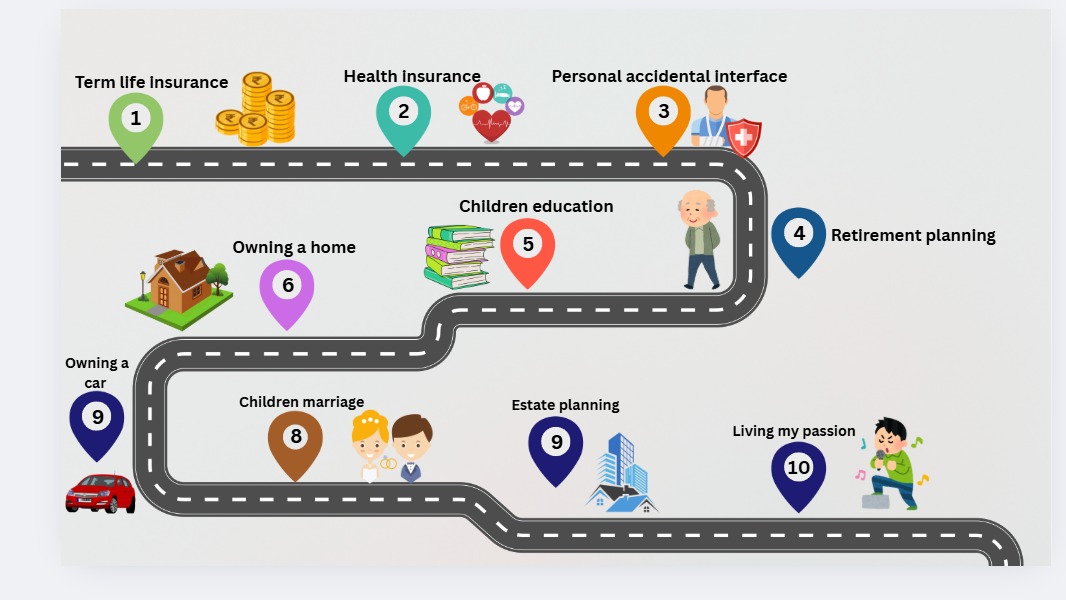 Term life insurance
1
₹
₹
₹
₹
Health insurance
2
Personal accidental interface
3
4
Retirement planning
Children education
5
Owning a home
6
Owning a
car
9
Children marriage
8
Estate planning
9
Living my passion
10